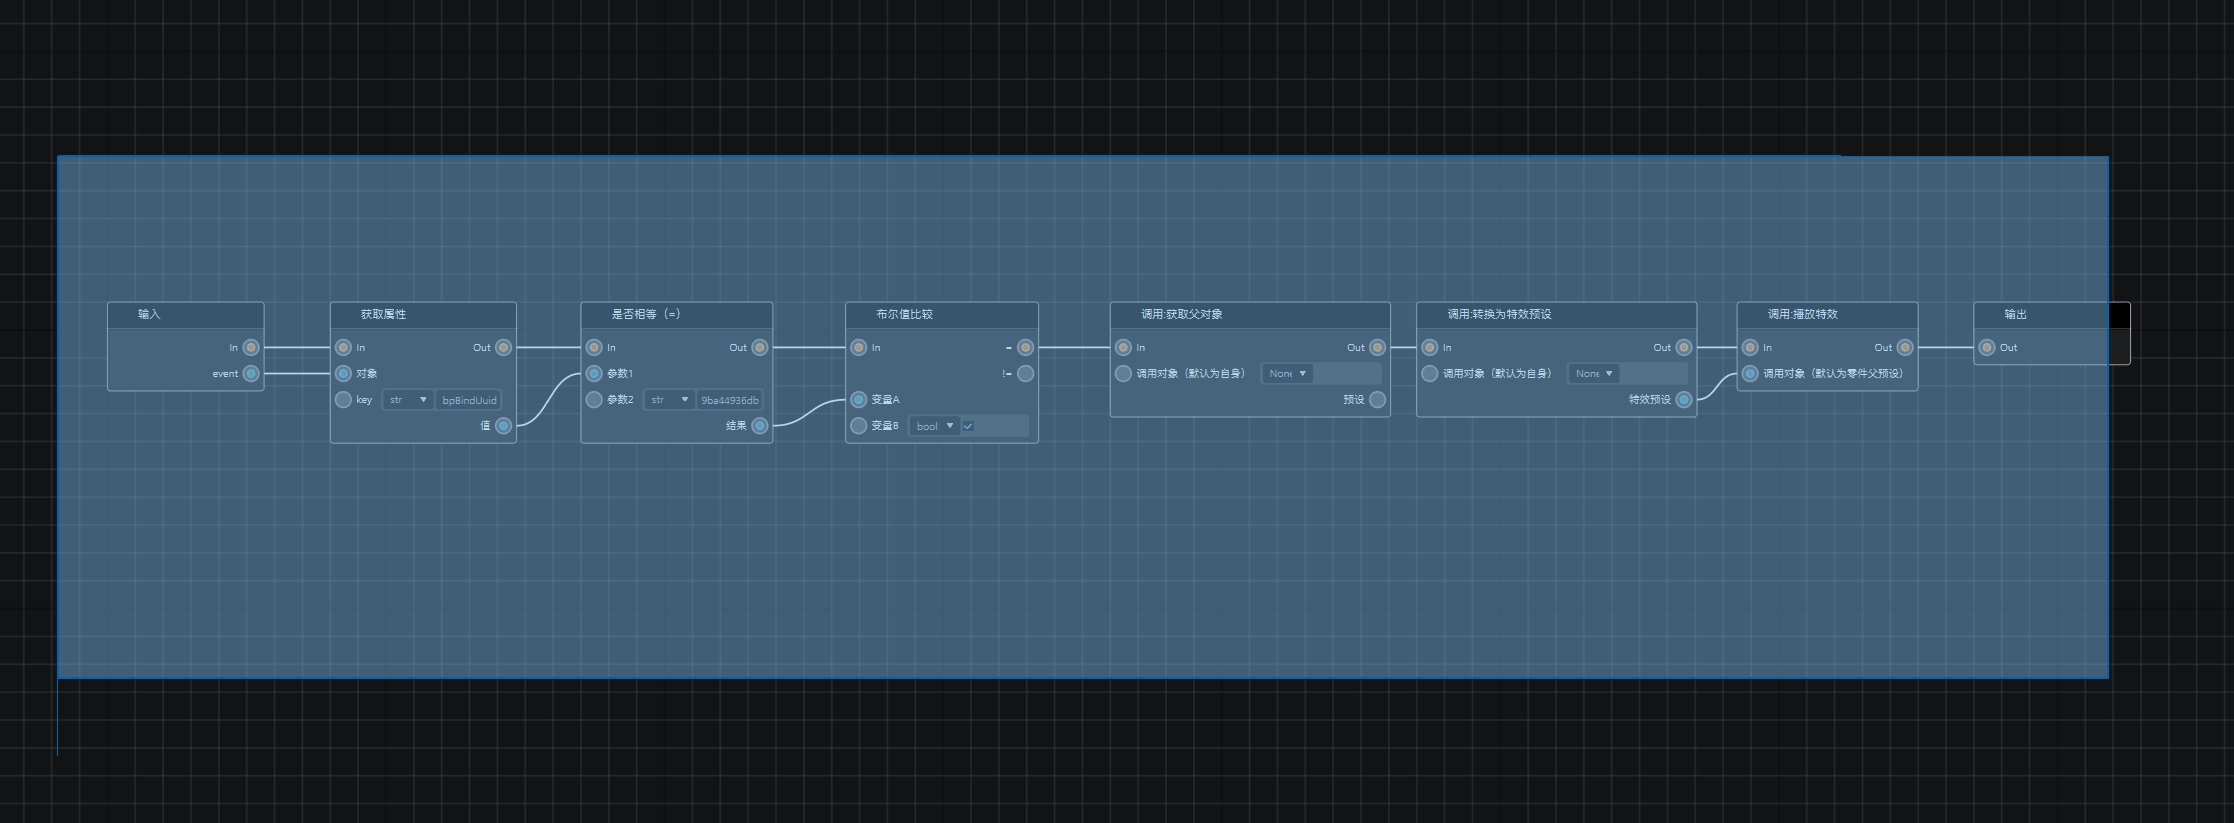 输入
In
event
获取属性
In
Out
对象
key
str
bpBindUuid
值
是否相等（=）
In
Out
参数1
参数2
str
9ba44936db
结果
布尔值比较
In
=
!=
变量A
变量B
bool
调用:获取父对象
In
Out
调用对象（默认为自身）
None
预设
调用:转换为特效预设
In
Out
调用对象（默认为自身）
None
特效预设
调用:播放特效
In
Out
调用对象（默认为零件父预设）
输出
Out